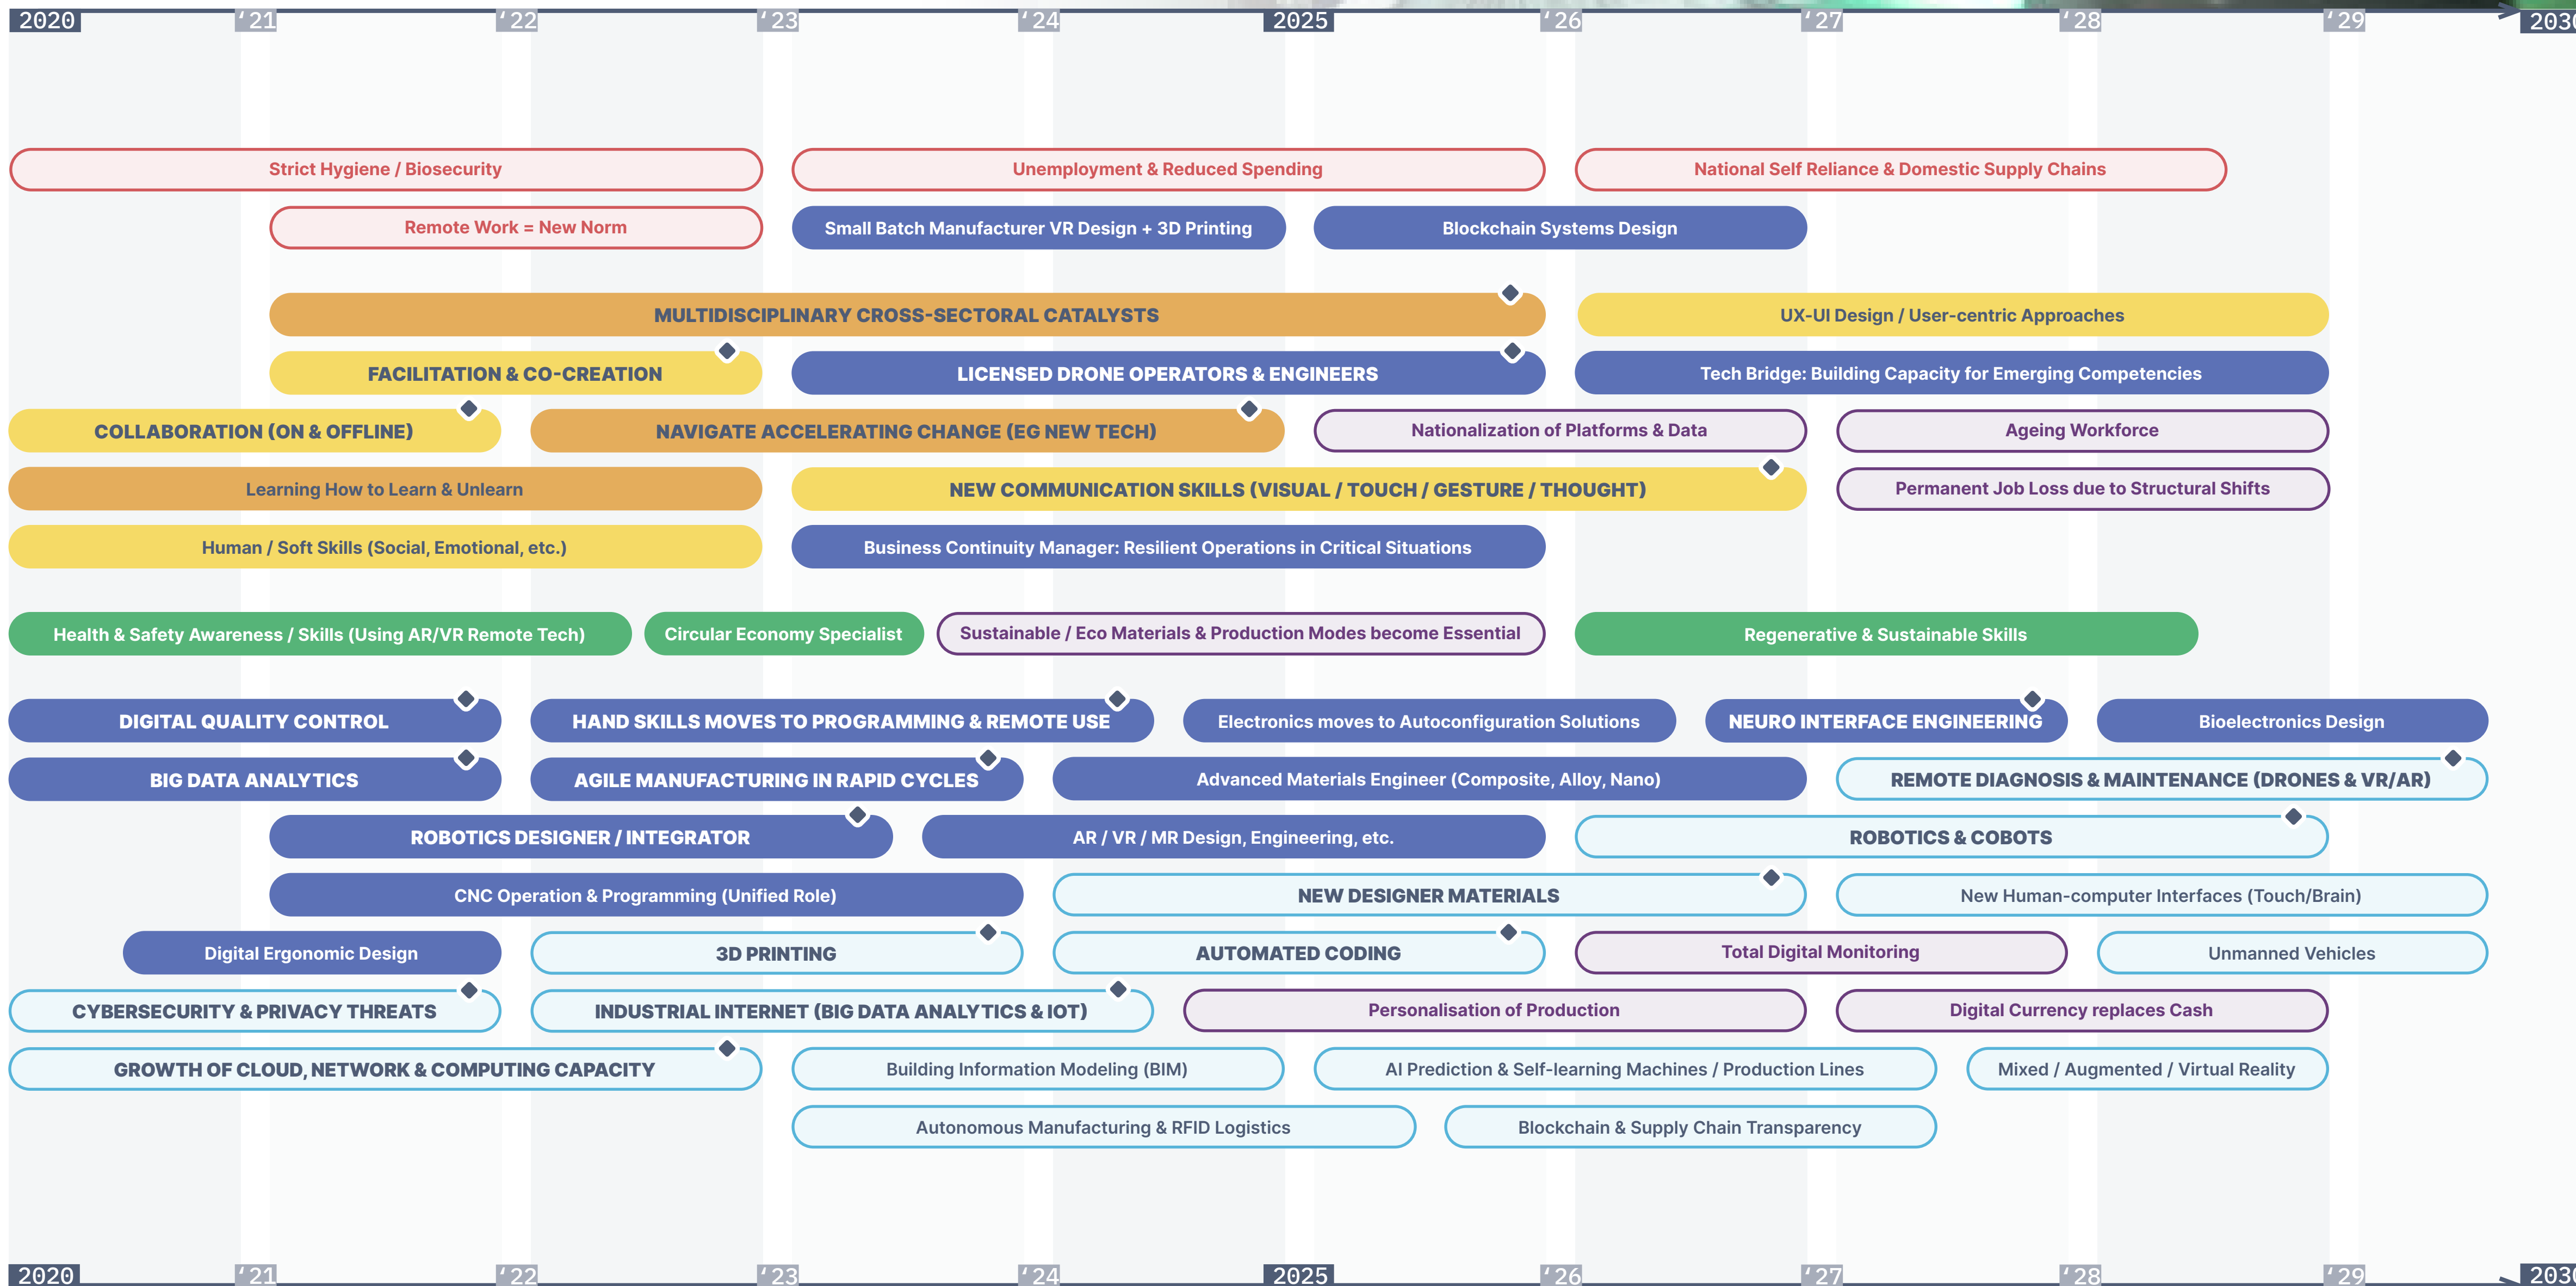 2020 ‘21 ‘22 ‘23 ‘24 2025 ‘26 ‘27 ‘28 ‘29 2030
Strict Hygiene / Biosecurity
Unemployment & Reduced Spending
National Self Reliance & Domestic Supply Chains
Remote Work = New Norm
Small Batch Manufacturer VR Design + 3D Printing
Blockchain Systems Design
MULTIDISCIPLINARY CROSS-SECTORAL CATALYSTS
UX-UI Design / User-centric Approaches
FACILITATION & CO-CREATION
LICENSED DRONE OPERATORS & ENGINEERS
Tech Bridge: Building Capacity for Emerging Competencies
COLLABORATION (ON & OFFLINE)
NAVIGATE ACCELERATING CHANGE (EG NEW TECH)
Nationalization of Platforms & Data
Ageing Workforce
Learning How to Learn & Unlearn
NEW COMMUNICATION SKILLS (VISUAL / TOUCH / GESTURE / THOUGHT)
Permanent Job Loss due to Structural Shifts
Human / Soft Skills (Social, Emotional, etc.)
Business Continuity Manager: Resilient Operations in Critical Situations
Health & Safety Awareness / Skills (Using AR/VR Remote Tech)
Circular Economy Specialist
Sustainable / Eco Materials & Production Modes become Essential
Regenerative & Sustainable Skills
DIGITAL QUALITY CONTROL
HAND SKILLS MOVES TO PROGRAMMING & REMOTE USE
Electronics moves to Autoconfiguration Solutions
NEURO INTERFACE ENGINEERING
Bioelectronics Design
BIG DATA ANALYTICS
AGILE MANUFACTURING IN RAPID CYCLES
Advanced Materials Engineer (Composite, Alloy, Nano)
REMOTE DIAGNOSIS & MAINTENANCE (DRONES & VR/AR)
ROBOTICS DESIGNER / INTEGRATOR
AR / VR / MR Design, Engineering, etc.
ROBOTICS & COBOTS
CNC Operation & Programming (Unified Role)
NEW DESIGNER MATERIALS
New Human-computer Interfaces (Touch/Brain)
Digital Ergonomic Design
3D PRINTING
AUTOMATED CODING
Total Digital Monitoring
Unmanned Vehicles
CYBERSECURITY & PRIVACY THREATS
INDUSTRIAL INTERNET (BIG DATA ANALYTICS & IOT)
Personalisation of Production
Digital Currency replaces Cash
GROWTH OF CLOUD, NETWORK & COMPUTING CAPACITY
Building Information Modeling (BIM)
AI Prediction & Self-learning Machines / Production Lines
Mixed / Augmented / Virtual Reality
Autonomous Manufacturing & RFID Logistics
Blockchain & Supply Chain Transparency
2020 ‘21 ‘22 ‘23 ‘24 2025 ‘26 ‘27 ‘28 ‘29 2030